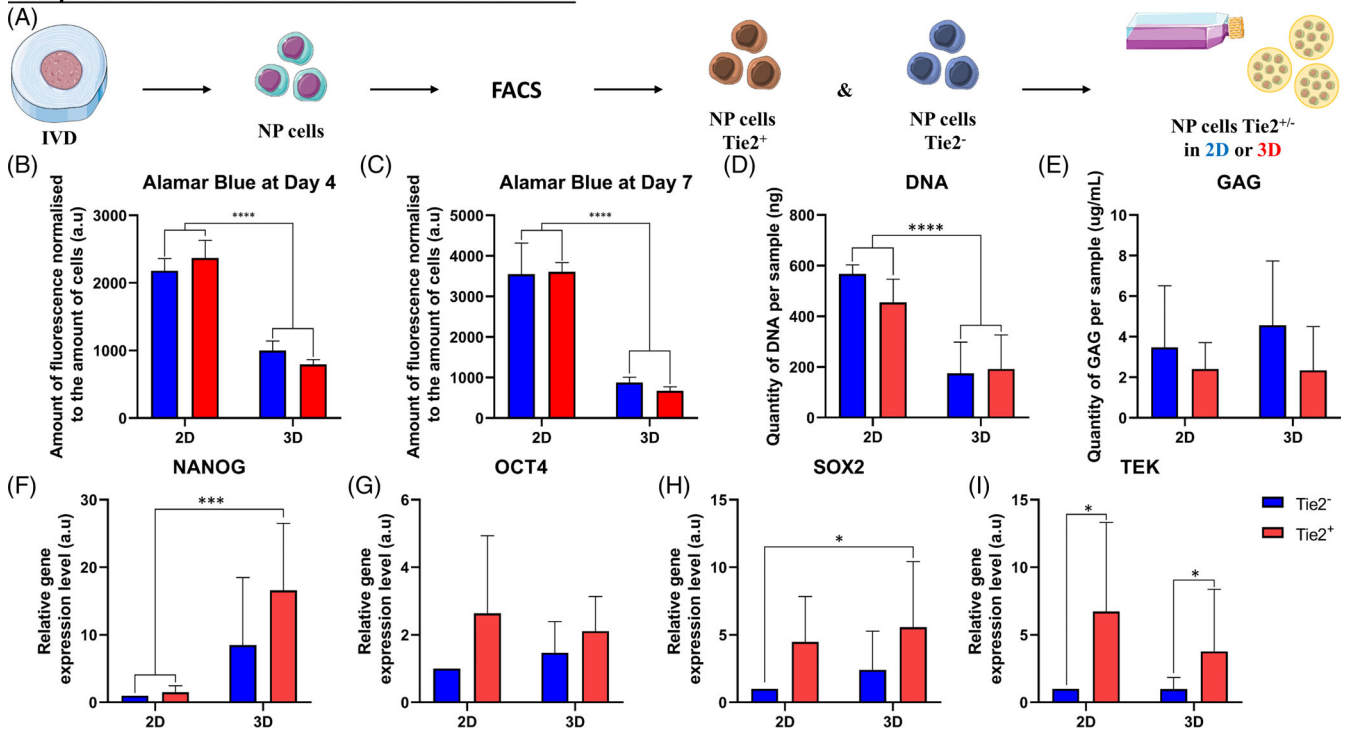 (A)
IVD
NP cells
FACS
NP cells
Tie2+
&
NP cells
Tie2-
NP cells Tie2+/-
in 2D or 3D
(B)
Alamar Blue at Day 4
Amount of fluorescence normalised
to the amount of cells (a.u)
3000
2000
1000
0
****
2D
3D
(C)
Alamar Blue at Day 7
Amount of fluorescence normalised
to the amount of cells (a.u)
5000
4000
3000
2000
1000
0
****
2D
3D
(D)
DNA
Quantity of DNA per sample (ng)
800
600
400
200
0
****
2D
3D
(E)
GAG
Quantity of GAG per sample (ug/mL)
10
8
6
4
2
0
2D
3D
(F)
NANOG
Relative gene
expression level (a.u)
30
20
10
0
***
2D
3D
(G)
OCT4
Relative gene
expression level (a.u)
6
4
2
0
2D
3D
(H)
SOX2
Relative gene
expression level (a.u)
15
10
5
0
*
2D
3D
(I)
TEK
Relative gene
expression level (a.u)
15
10
5
0
*
*
2D
3D
Tie2-
Tie2+